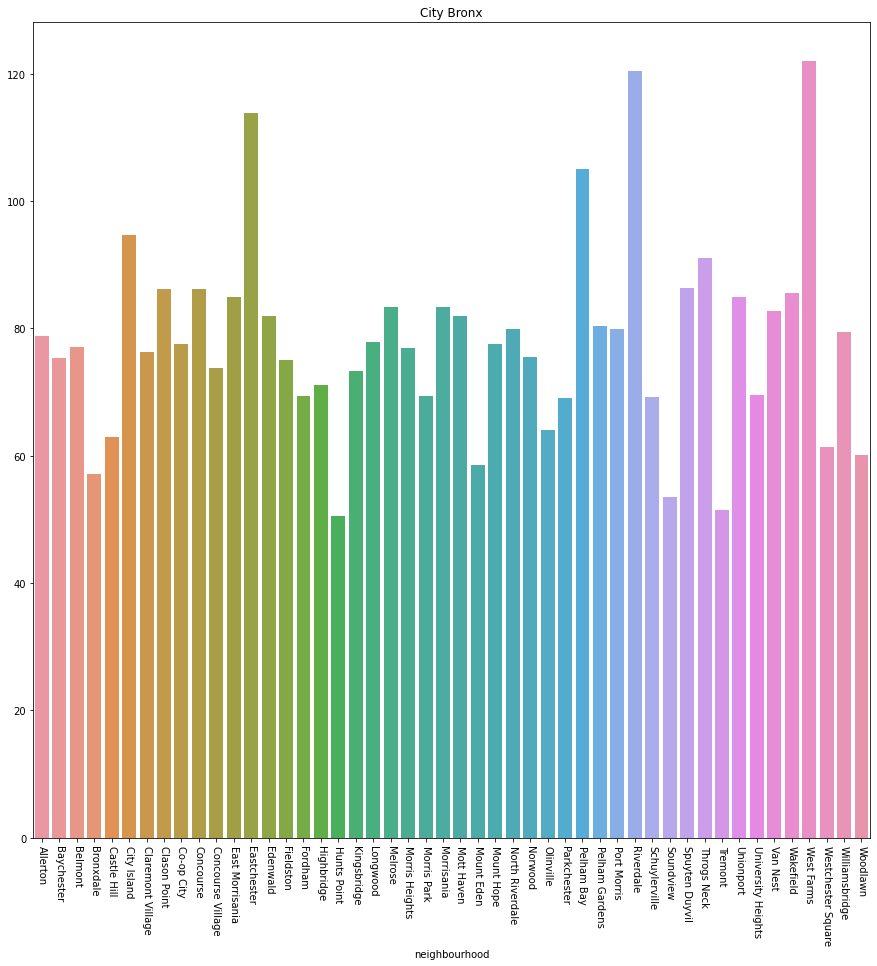 City Bronx
120
100
80
60
40
20
0
Allerton
Baychester
Belmont
Bronxdale
Castle Hill
City Island
Claremont Village
Clason Point
Co-op City
Concourse
Concourse Village
East Morrisania
Eastchester
Edenwald
Fieldston
Fordham
Highbridge
Hunts Point
Kingsbridge
Longwood
Melrose
Morris Heights
Morris Park
Morrisania
Mott Haven
Mount Eden
Mount Hope
North Riverdale
Norwood
Olinville
Parkchester
Pelham Bay
Pelham Gardens
Port Morris
Riverdale
Schuylerville
Soundview
Spuyten Duyvil
Throgs Neck
Tremont
Unionport
University Heights
Van Nest
Wakefield
West Farms
Westchester Square
Williamsbridge
Woodlawn
neighbourhood